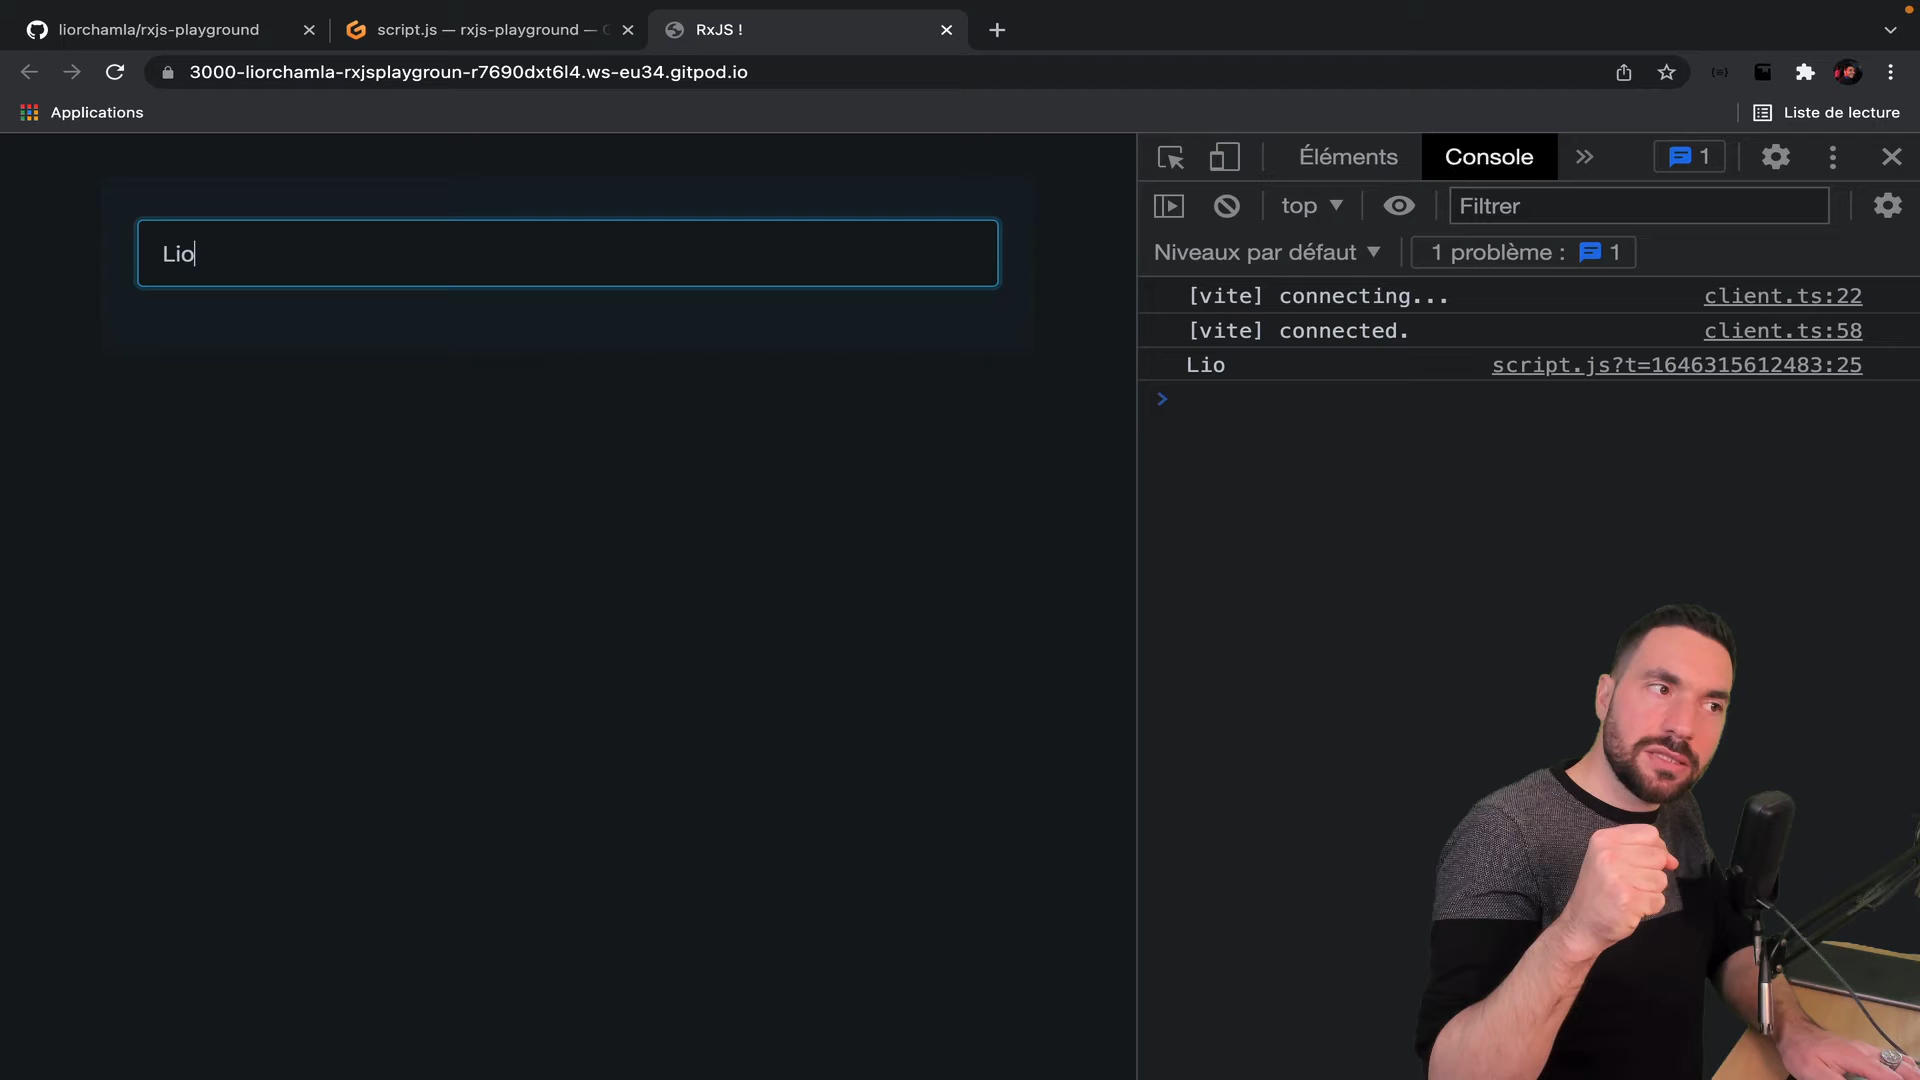 liorchamla/rxjs-playground
script.js — rxjs-playground —
RxJS !
3000-liorchamla-rxjsplaygroun-r7690dxt6l4.ws-eu34.gitpod.io
Applications
Liste de lecture
Éléments
Console
1
top
Filtrer
Niveaux par défaut
1 problème : 1
Lio
[vite] connecting... client.ts:22
[vite] connected. client.ts:58
Lio script.js?t=1646315612483:25